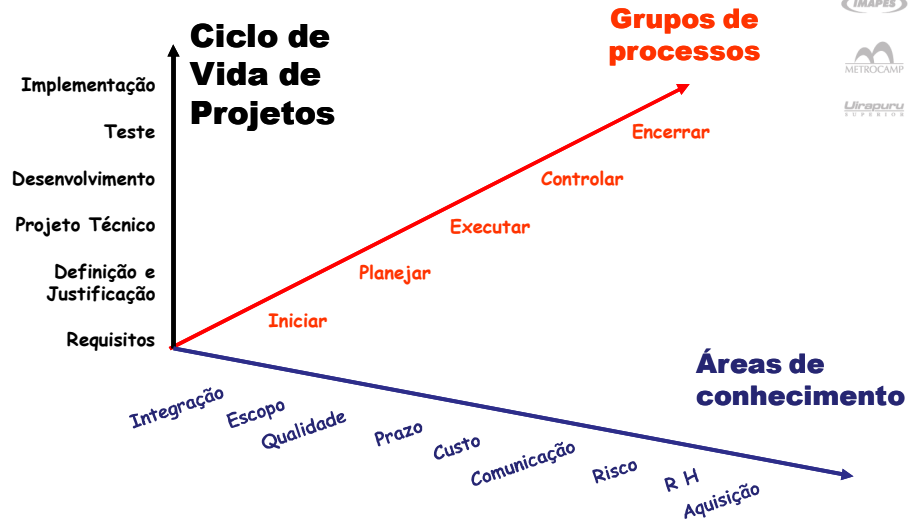 IMAPES
METROCAMP
Uirapuru
SUPERIOR
Ciclo de
Vida de
Projetos
Grupos de
processos
Implementação
Teste
Desenvolvimento
Projeto Técnico
Definição e
Justificação
Requisitos
Encerrar
Controlar
Executar
Planejar
Iniciar
Áreas de
conhecimento
Integração
Escopo
Qualidade
Prazo
Custo
Comunicação
Risco
R H
Aquisição